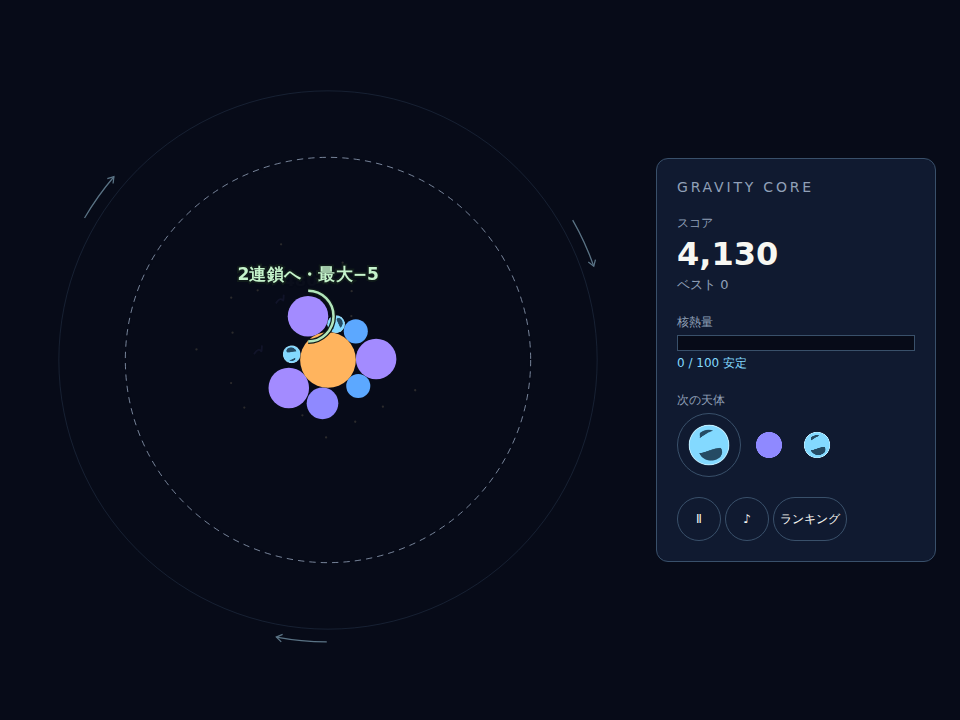 2連鎖へ・最大−5
GRAVITY CORE
スコア
4,130
ベスト 0
核熱量
0 / 100 安定
次の天体
Ⅱ
♪
ランキング